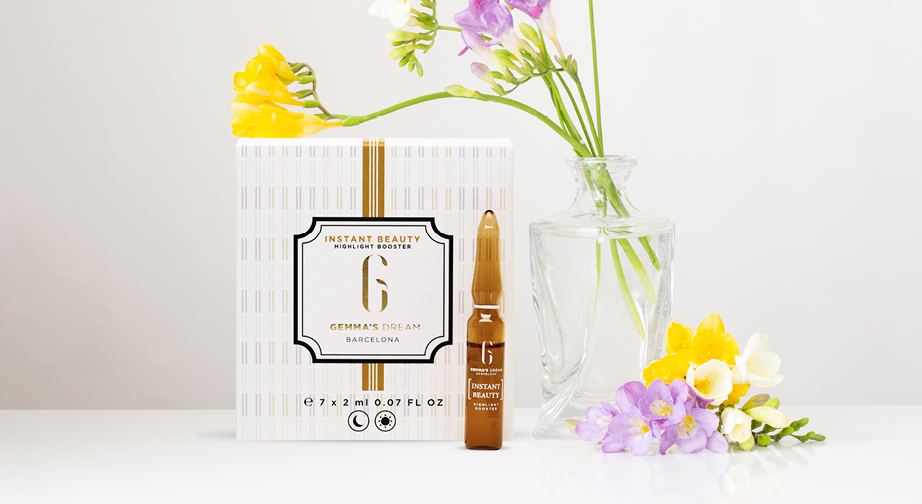 INSTANT BEAUTY
HIGHLIGHT BOOSTER
G
GEMMA'S DREAM
BARCELONA
℮ 7 x 2 ml 0.07 FL OZ
G
GEMMA'S DREAM
BARCELONA
[INSTANT
BEAUTY]
HIGHLIGHT
BOOSTER